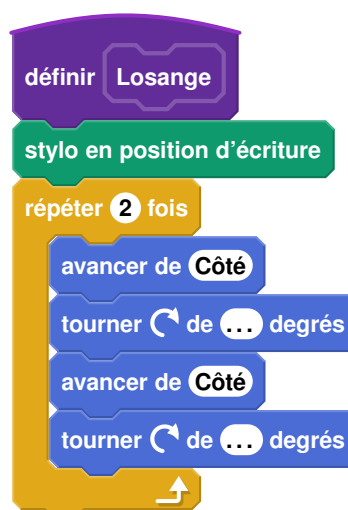 définir Losange
stylo en position d'écriture
répéter 2 fois
avancer de Côté
tourner de ... degrés
avancer de Côté
tourner de ... degrés